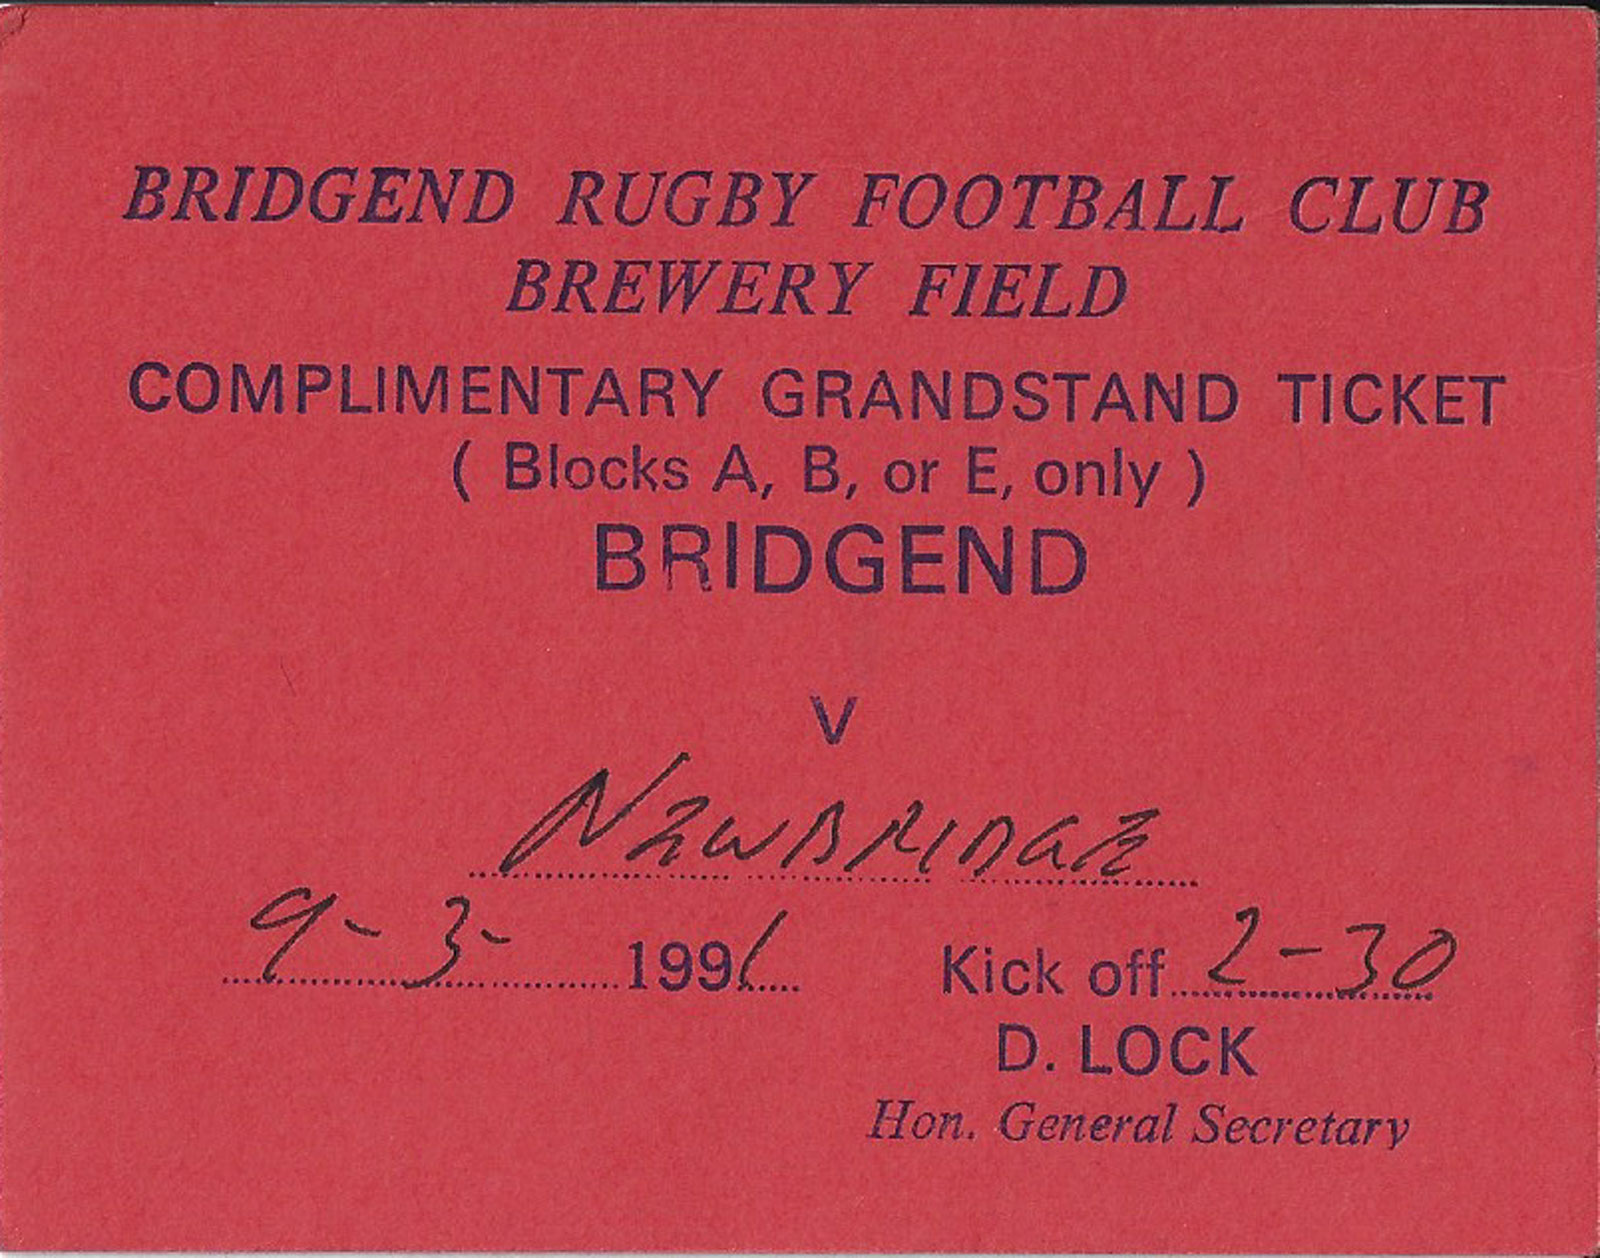 BRIDGEND RUGBY FOOTBALL CLUB
BREWERY FIELD
COMPLIMENTARY GRANDSTAND TICKET
( Blocks A, B, or E, only )
BRIDGEND
V
NEWBRIDGE
9-3- 1991 Kick off 2-30
D. LOCK
Hon. General Secretary